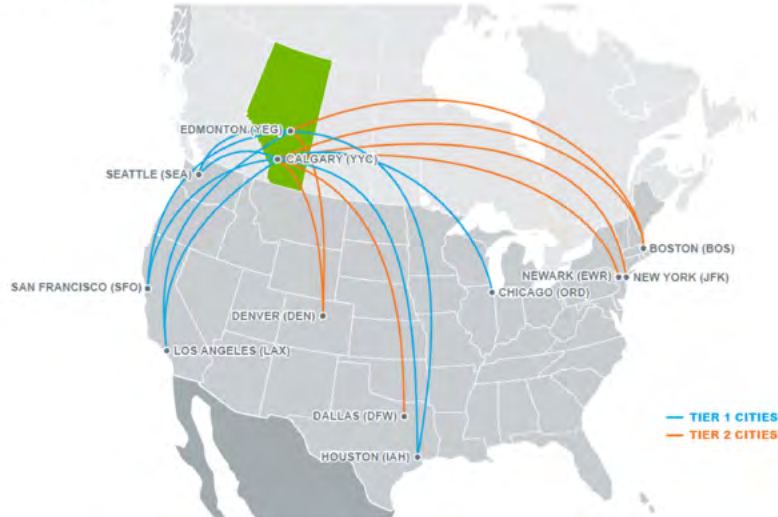 EDMONTON (YEG)
CALGARY (YYC)
SEATTLE (SEA)
BOSTON (BOS)
NEWARK (EWR)
NEW YORK (JFK)
SAN FRANCISCO (SFO)
CHICAGO (ORD)
DENVER (DEN)
LOS ANGELES (LAX)
DALLAS (DFW)
TIER 1 CITIES
TIER 2 CITIES
HOUSTON (IAH)